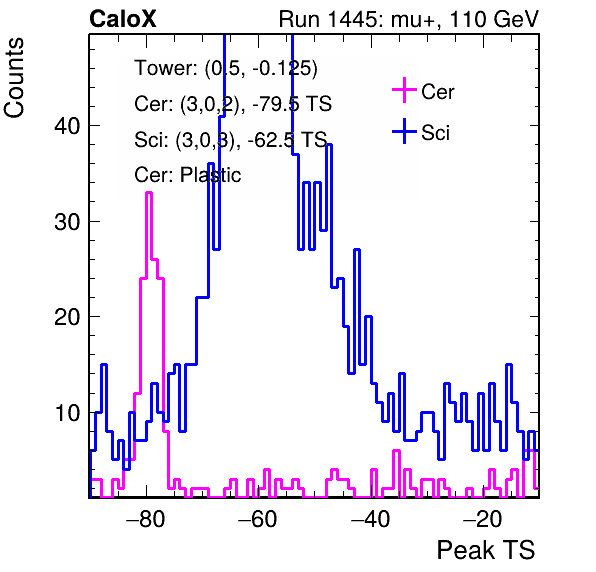 CaloX Run 1445: mu+, 110 GeV
Counts
Tower: (0.5, -0.125)
Cer: (3,0,2), -79.5 TS
Sci: (3,0,3), -62.5 TS
Cer: Plastic
Cer
Sci
40
30
20
10
−80 −60 −40 −20
Peak TS